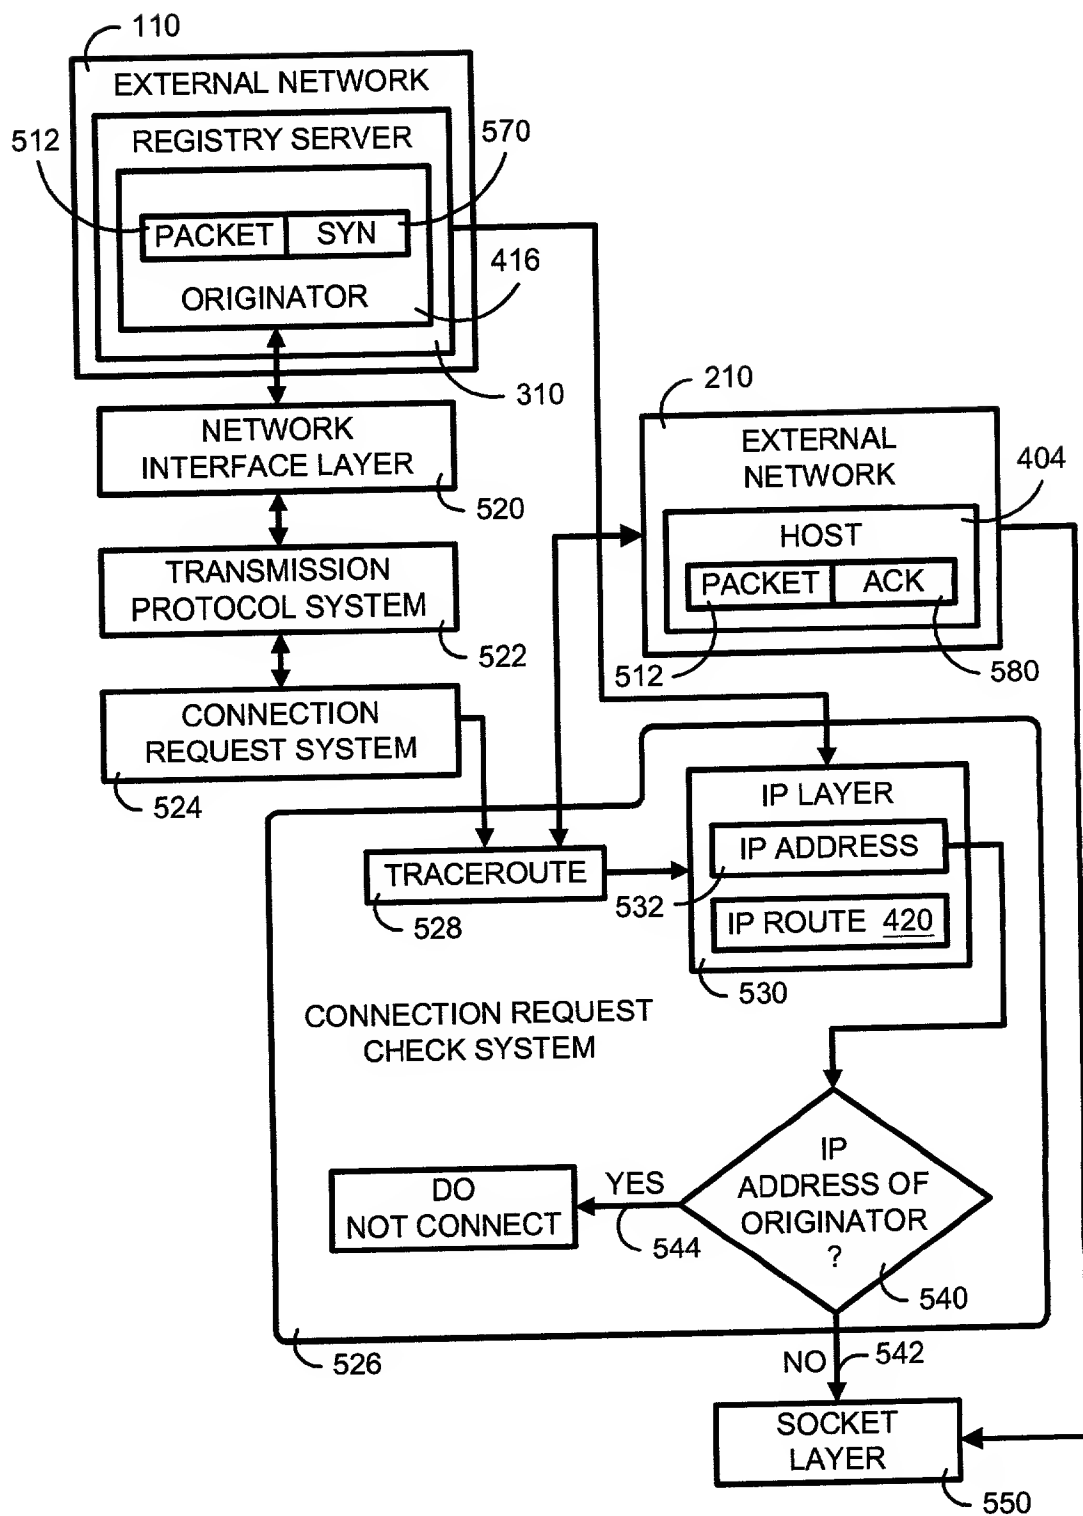 110
EXTERNAL NETWORK
REGISTRY SERVER
512
570
PACKET
SYN
416
ORIGINATOR
310
NETWORK
INTERFACE LAYER
520
TRANSMISSION
PROTOCOL SYSTEM
522
CONNECTION
REQUEST SYSTEM
524
210
EXTERNAL
NETWORK
404
HOST
PACKET
ACK
512
580
IP LAYER
IP ADDRESS
532
IP ROUTE 420
530
TRACEROUTE
528
CONNECTION REQUEST
CHECK SYSTEM
IP
ADDRESS OF
ORIGINATOR
?
540
YES
544
DO
NOT CONNECT
526
NO
542
SOCKET
LAYER
550